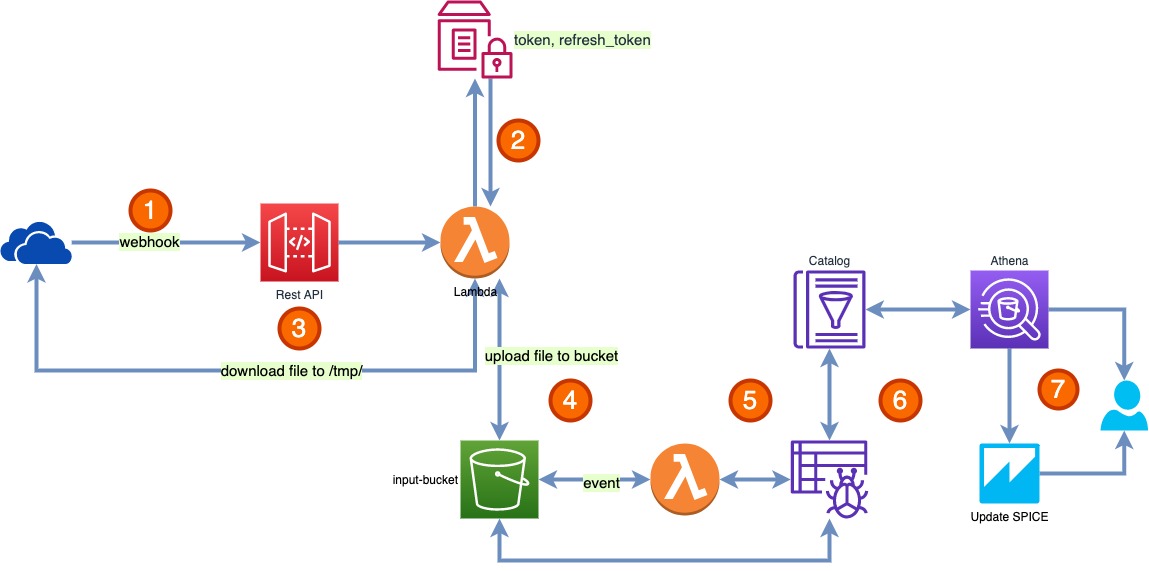 token, refresh_token
2
1
webhook
</>
Rest API
Lambda
3
download file to /tmp/
upload file to bucket
4
input-bucket
event
5
6
Catalog
Athena
7
Update SPICE